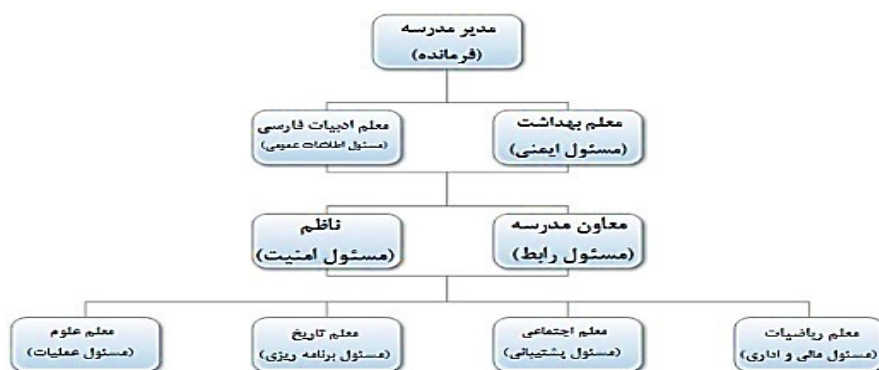 مدیر مدرسه
(فرمانده)
معلم بهداشت
(مسئول ایمنی)
معلم ادبیات فارسی
(مسئول اطلاعات عمومی)
معاون مدرسه
(مسئول رابط)
ناظم
(مسئول امنیت)
معلم ریاضیات
(مسئول مالی و اداری)
معلم اجتماعی
(مسئول پشتیبانی)
معلم تاریخ
(مسئول برنامه ریزی)
معلم علوم
(مسئول عملیات)